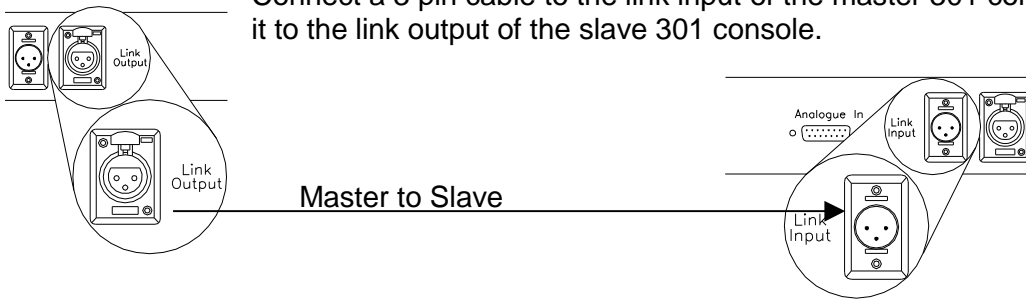 Connect a 3 pin cable to the link input of the master 301
it to the link output of the slave 301 console.
Link
Output
Analogue In
Link
Input
Link
Output
Master to Slave
Link
Input